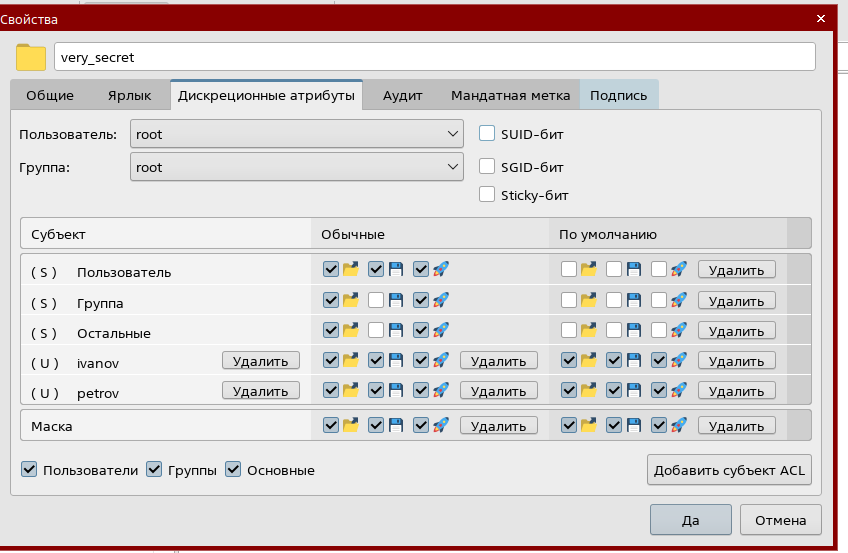 Свойства ×
very_secret
Общие Ярлык Дискреционные атрибуты Аудит Мандатная метка Подпись
Пользователь: root SUID-бит
Группа: root SGID-бит
Sticky-бит
Субъект Обычные По умолчанию
( S ) Пользователь Удалить
( S ) Группа Удалить
( S ) Остальные Удалить
( U ) ivanov Удалить Удалить Удалить
( U ) petrov Удалить Удалить Удалить
Маска Удалить Удалить
Пользователи Группы Основные Добавить субъект ACL
Да Отмена